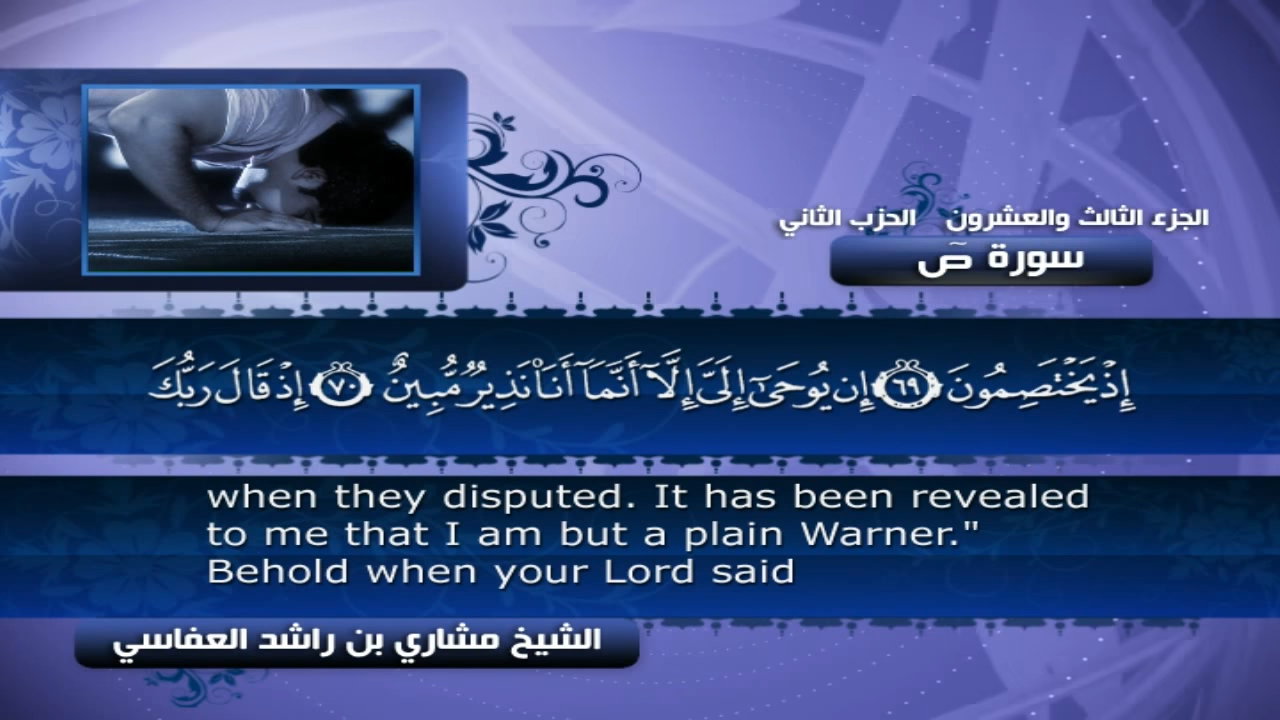 الجزء الثالث والعشرون الحزب الثاني
سورة صٓ
إِذْ يَخْتَصِمُونَ ۝٦٩ إِن يُوحَىٰٓ إِلَىَّ إِلَّآ أَنَّمَآ أَنَا۠ نَذِيرٌ مُّبِينٌ ۝٧٠ إِذْ قَالَ رَبُّكَ
when they disputed. It has been revealed
to me that I am but a plain Warner."
Behold when your Lord said
الشيخ مشاري بن راشد العفاسي